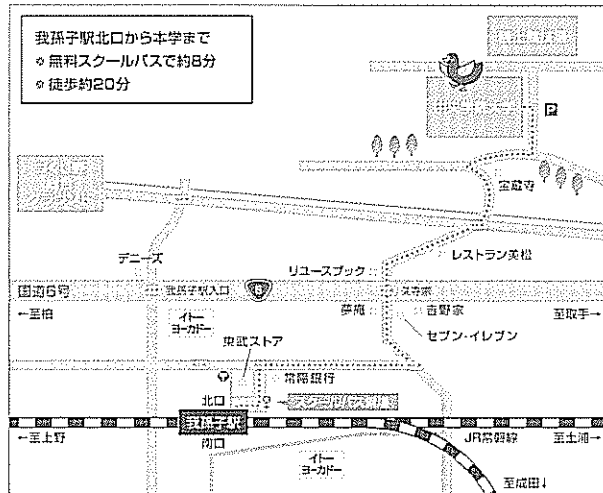 我孫子駅北口から本学まで
無料スクールバスで約8分
徒歩約20分
P
宝蔵寺
デニーズ
リユースブック
レストラン美松
国道6号
我孫子駅入口
6
←至柏
イトー
ヨーカドー
夢庵
吉野家
→至取手
セブン-イレブン
東武ストア
常陽銀行
北口
我孫子駅
←至上野
南口
JR常磐線
→至土浦
イトー
ヨーカドー
至成田↓